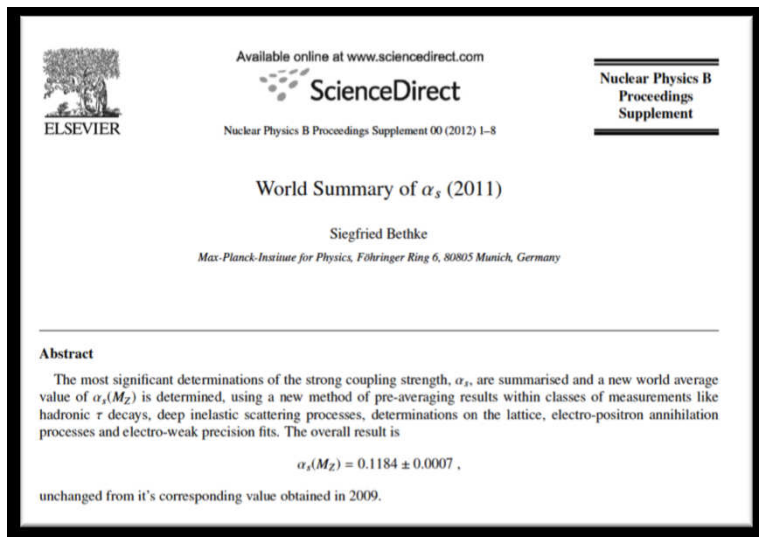 ELSEVIER
Available online at www.sciencedirect.com
ScienceDirect
Nuclear Physics B Proceedings Supplement 00 (2012) 1–8
Nuclear Physics B
Proceedings
Supplement
World Summary of αs (2011)
Siegfried Bethke
Max-Planck-Institute for Physics, Föhringer Ring 6, 80805 Munich, Germany
Abstract
The most significant determinations of the strong coupling strength, αs, are summarised and a new world average
value of αs(MZ) is determined, using a new method of pre-averaging results within classes of measurements like
hadronic τ decays, deep inelastic scattering processes, determinations on the lattice, electro-positron annihilation
processes and electro-weak precision fits. The overall result is
αs(MZ) = 0.1184 ± 0.0007 ,
unchanged from it's corresponding value obtained in 2009.